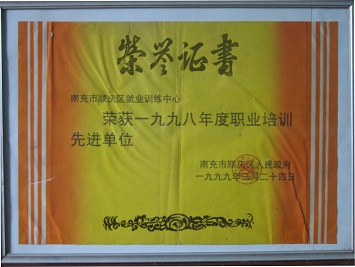 荣誉证书
南充市顺庆区就业训练中心
荣获一九九八年度职业培训
先进单位
南充市顺庆区人民政府
一九九九年三月二十四日